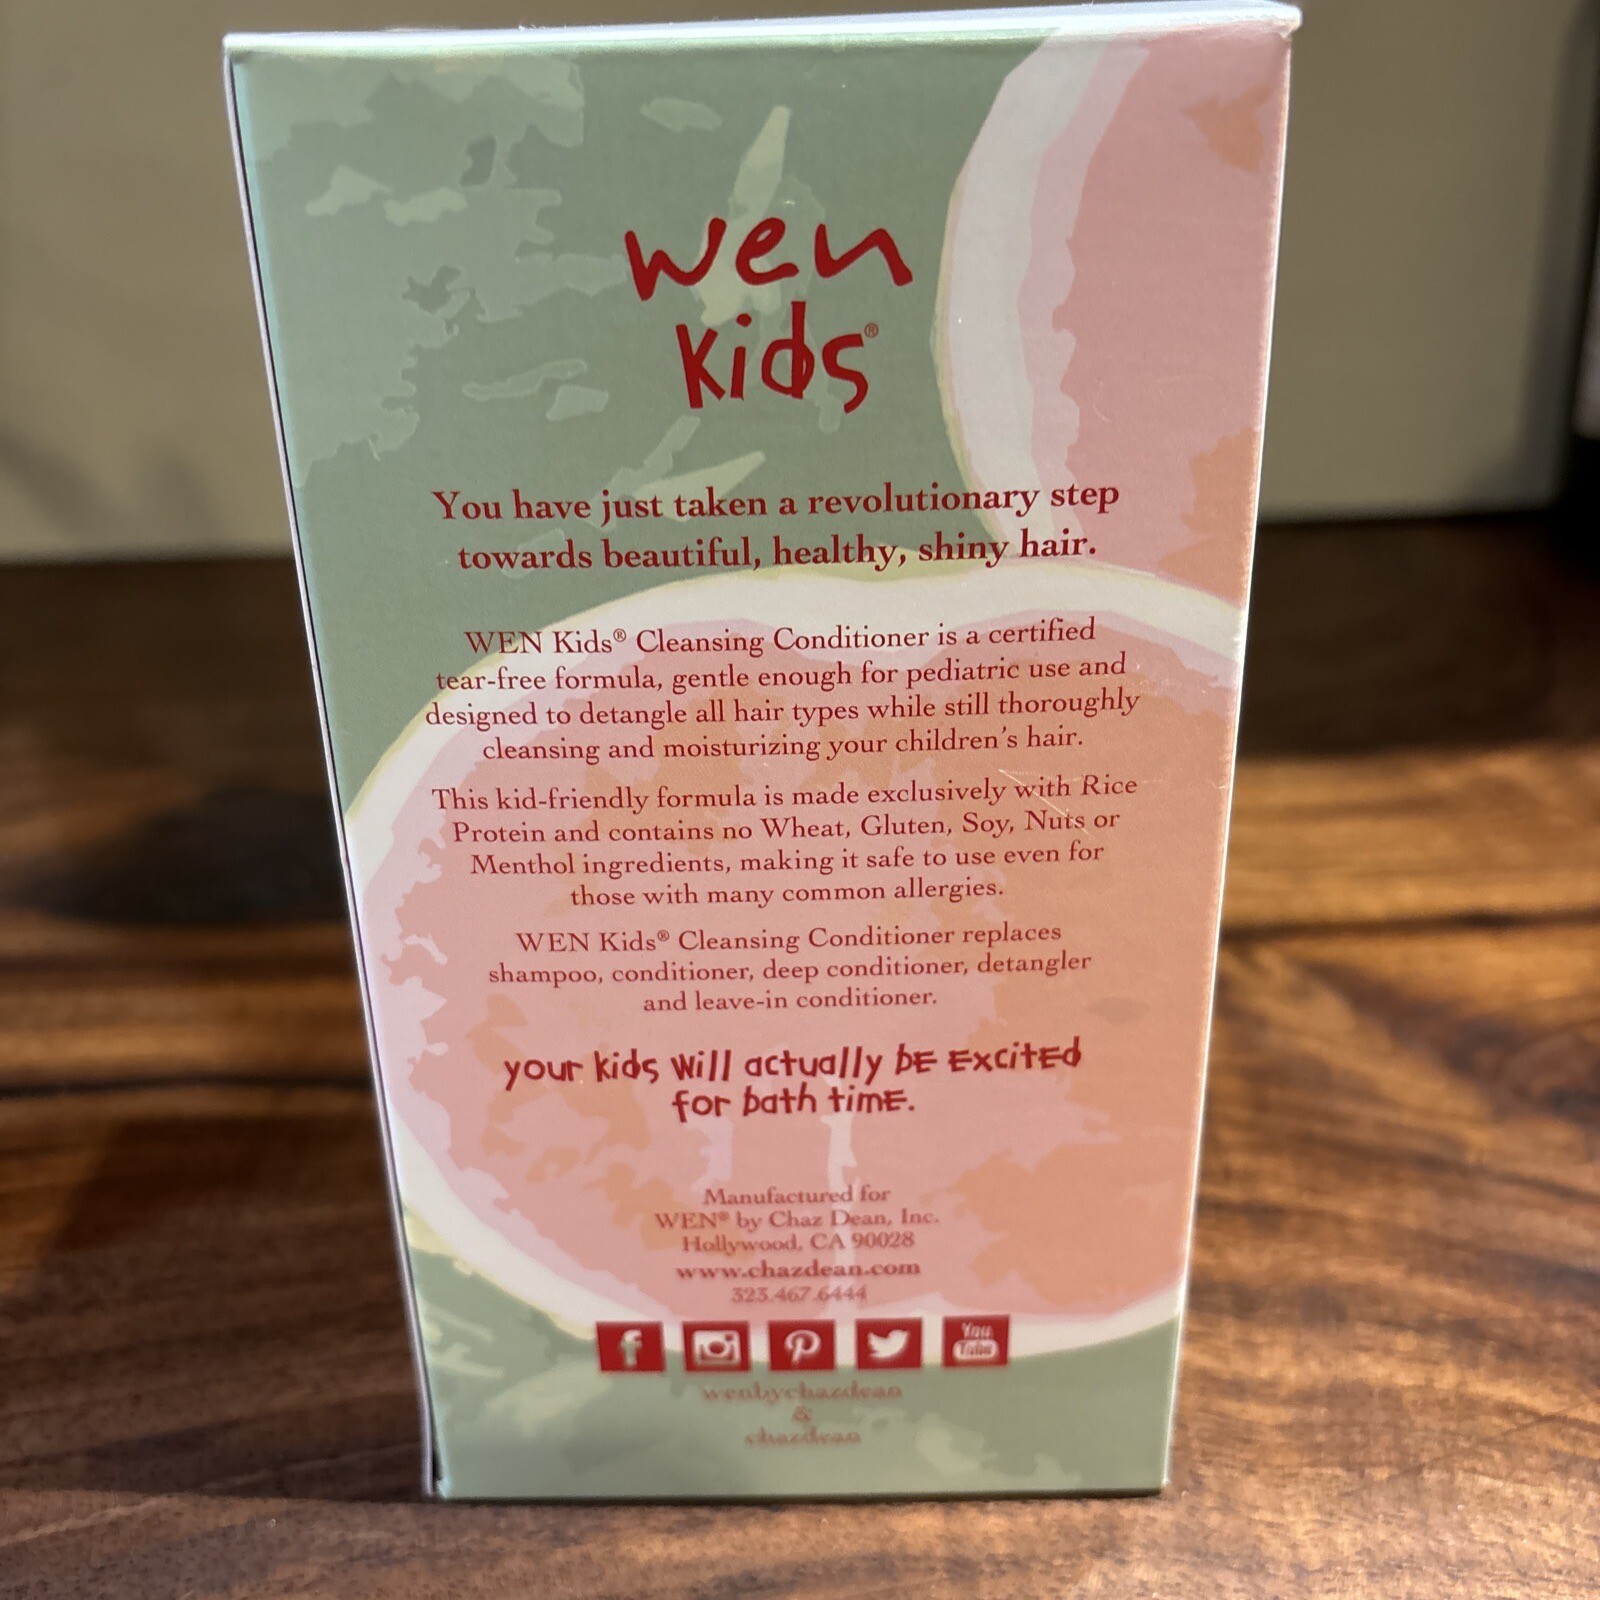 wen
kids®
You have just taken a revolutionary step
towards beautiful, healthy, shiny hair.
WEN Kids® Cleansing Conditioner is a certified
tear-free formula, gentle enough for pediatric use and
designed to detangle all hair types while still thoroughly
cleansing and moisturizing your children's hair.
This kid-friendly formula is made exclusively with Rice
Protein and contains no Wheat, Gluten, Soy, Nuts or
Menthol ingredients, making it safe to use even for
those with many common allergies.
WEN Kids® Cleansing Conditioner replaces
shampoo, conditioner, deep conditioner, detangler
and leave-in conditioner.
your kids will actually bE ExcitEd
for bath timE.
Manufactured for
WEN® by Chaz Dean, Inc.
Hollywood, CA 90028
www.chazdean.com
323.467.6444
You
Tube
wenbychazdean
&
chazdean